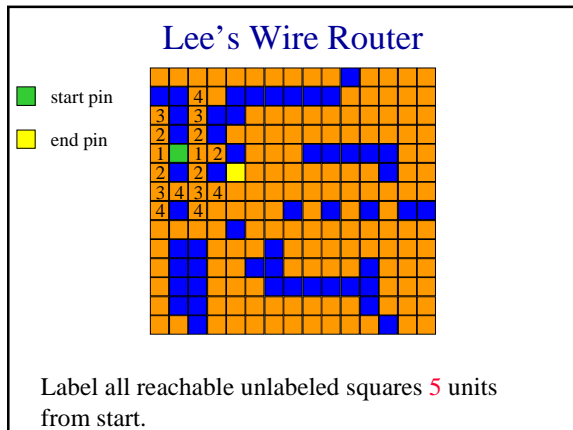 Lee's Wire Router
start pin
end pin
4
3 3
2 2
1 1 2
2 2
3 4 3 4
4 4
Label all reachable unlabeled squares 5 units
from start.